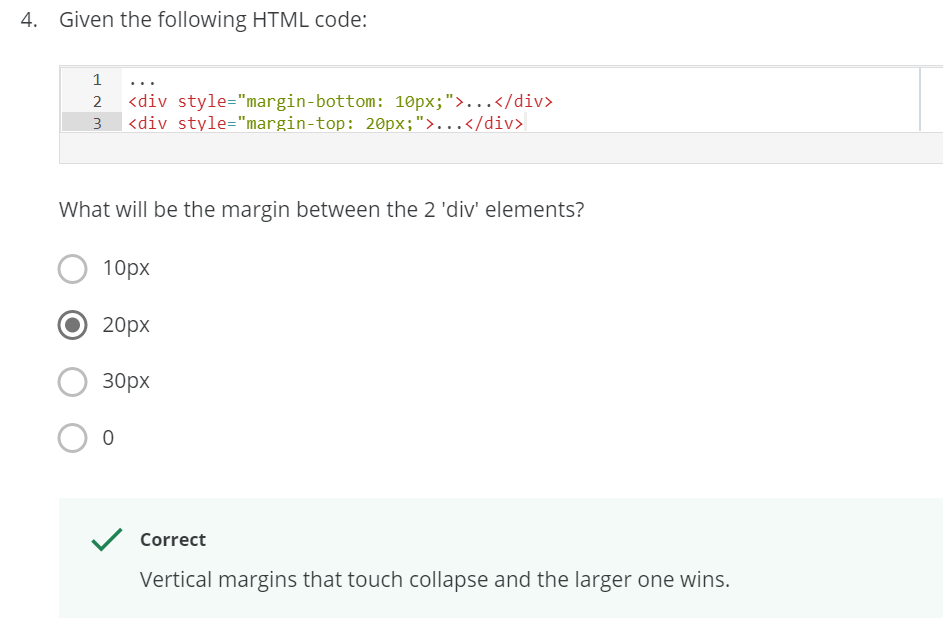 4. Given the following HTML code:
1 ...
2 <div style="margin-bottom: 10px;">...</div>
3 <div style="margin-top: 20px;">...</div>
What will be the margin between the 2 'div' elements?
10px
20px
30px
0
Correct
Vertical margins that touch collapse and the larger one wins.